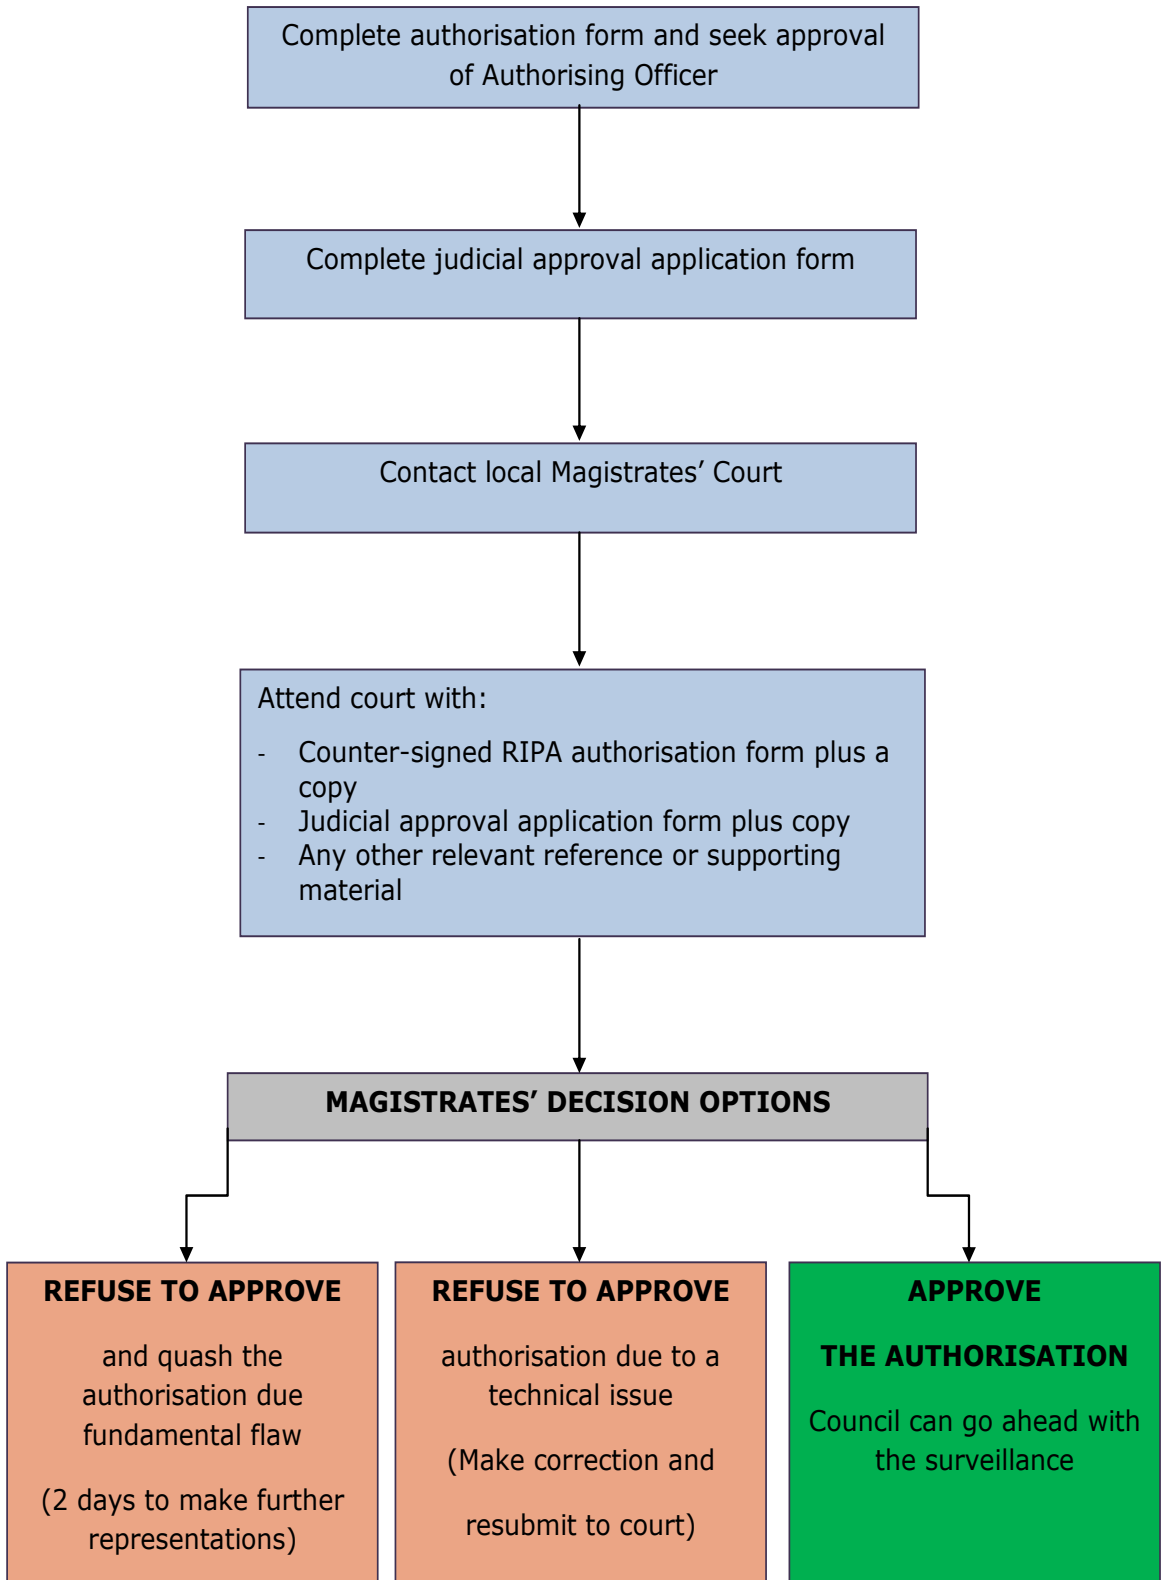 Complete authorisation form and seek approval
of Authorising Officer
Complete judicial approval application form
Contact local Magistrates’ Court
Attend court with:
- Counter-signed RIPA authorisation form plus a
copy
- Judicial approval application form plus copy
- Any other relevant reference or supporting
material
MAGISTRATES’ DECISION OPTIONS
REFUSE TO APPROVE
and quash the
authorisation due
fundamental flaw
(2 days to make further
representations)
REFUSE TO APPROVE
authorisation due to a
technical issue
(Make correction and
resubmit to court)
APPROVE
THE AUTHORISATION
Council can go ahead with
the surveillance